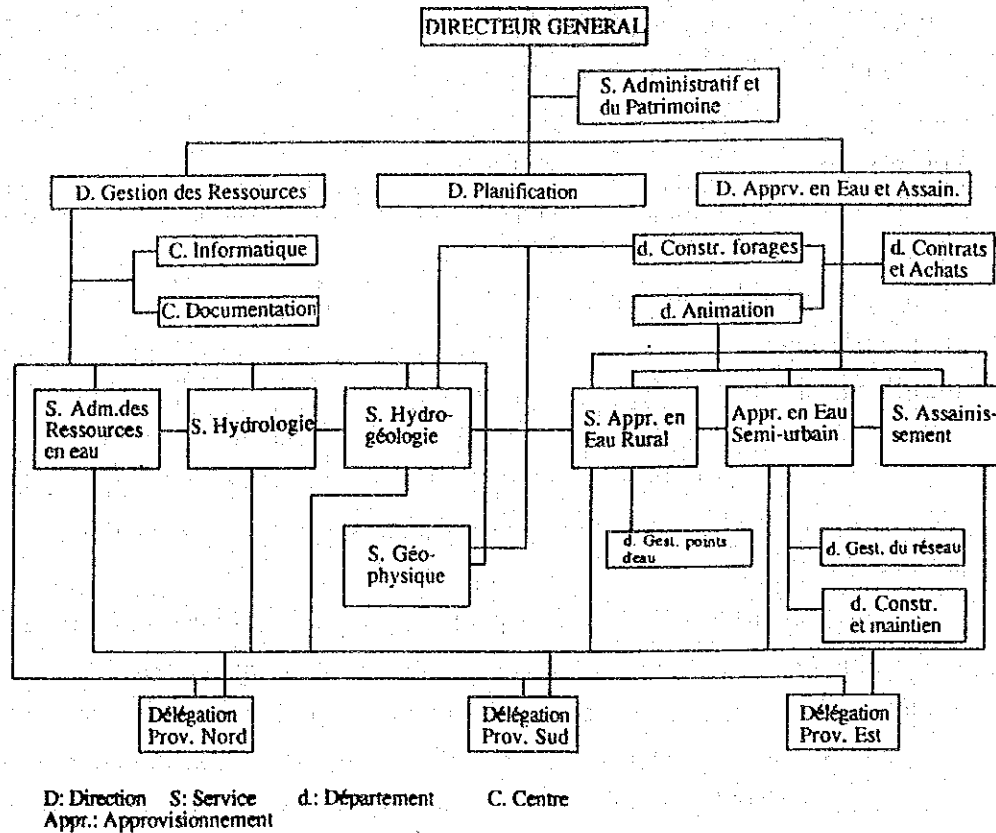 DIRECTEUR GENERAL
S. Administratif et
du Patrimoine
D. Gestion des Ressources
D. Planification
D. Apprv. en Eau et Assain.
C. Informatique
d. Constr. forages
d. Contrats
et Achats
C. Documentation
d. Animation
S. Adm.des
Ressources
en eau
S. Hydrologie
S. Hydro-
géologie
S. Appr. en
Eau Rural
Appr. en Eau
Semi-urbain
S. Assainis-
sement
S. Géo-
physique
d. Gest. points
d'eau
d. Gest. du réseau
d. Constr.
et maintien
Délégation
Prov. Nord
Délégation
Prov. Sud
Délégation
Prov. Est
D: Direction S: Service d.: Département C. Centre
Appr.: Approvisionnement